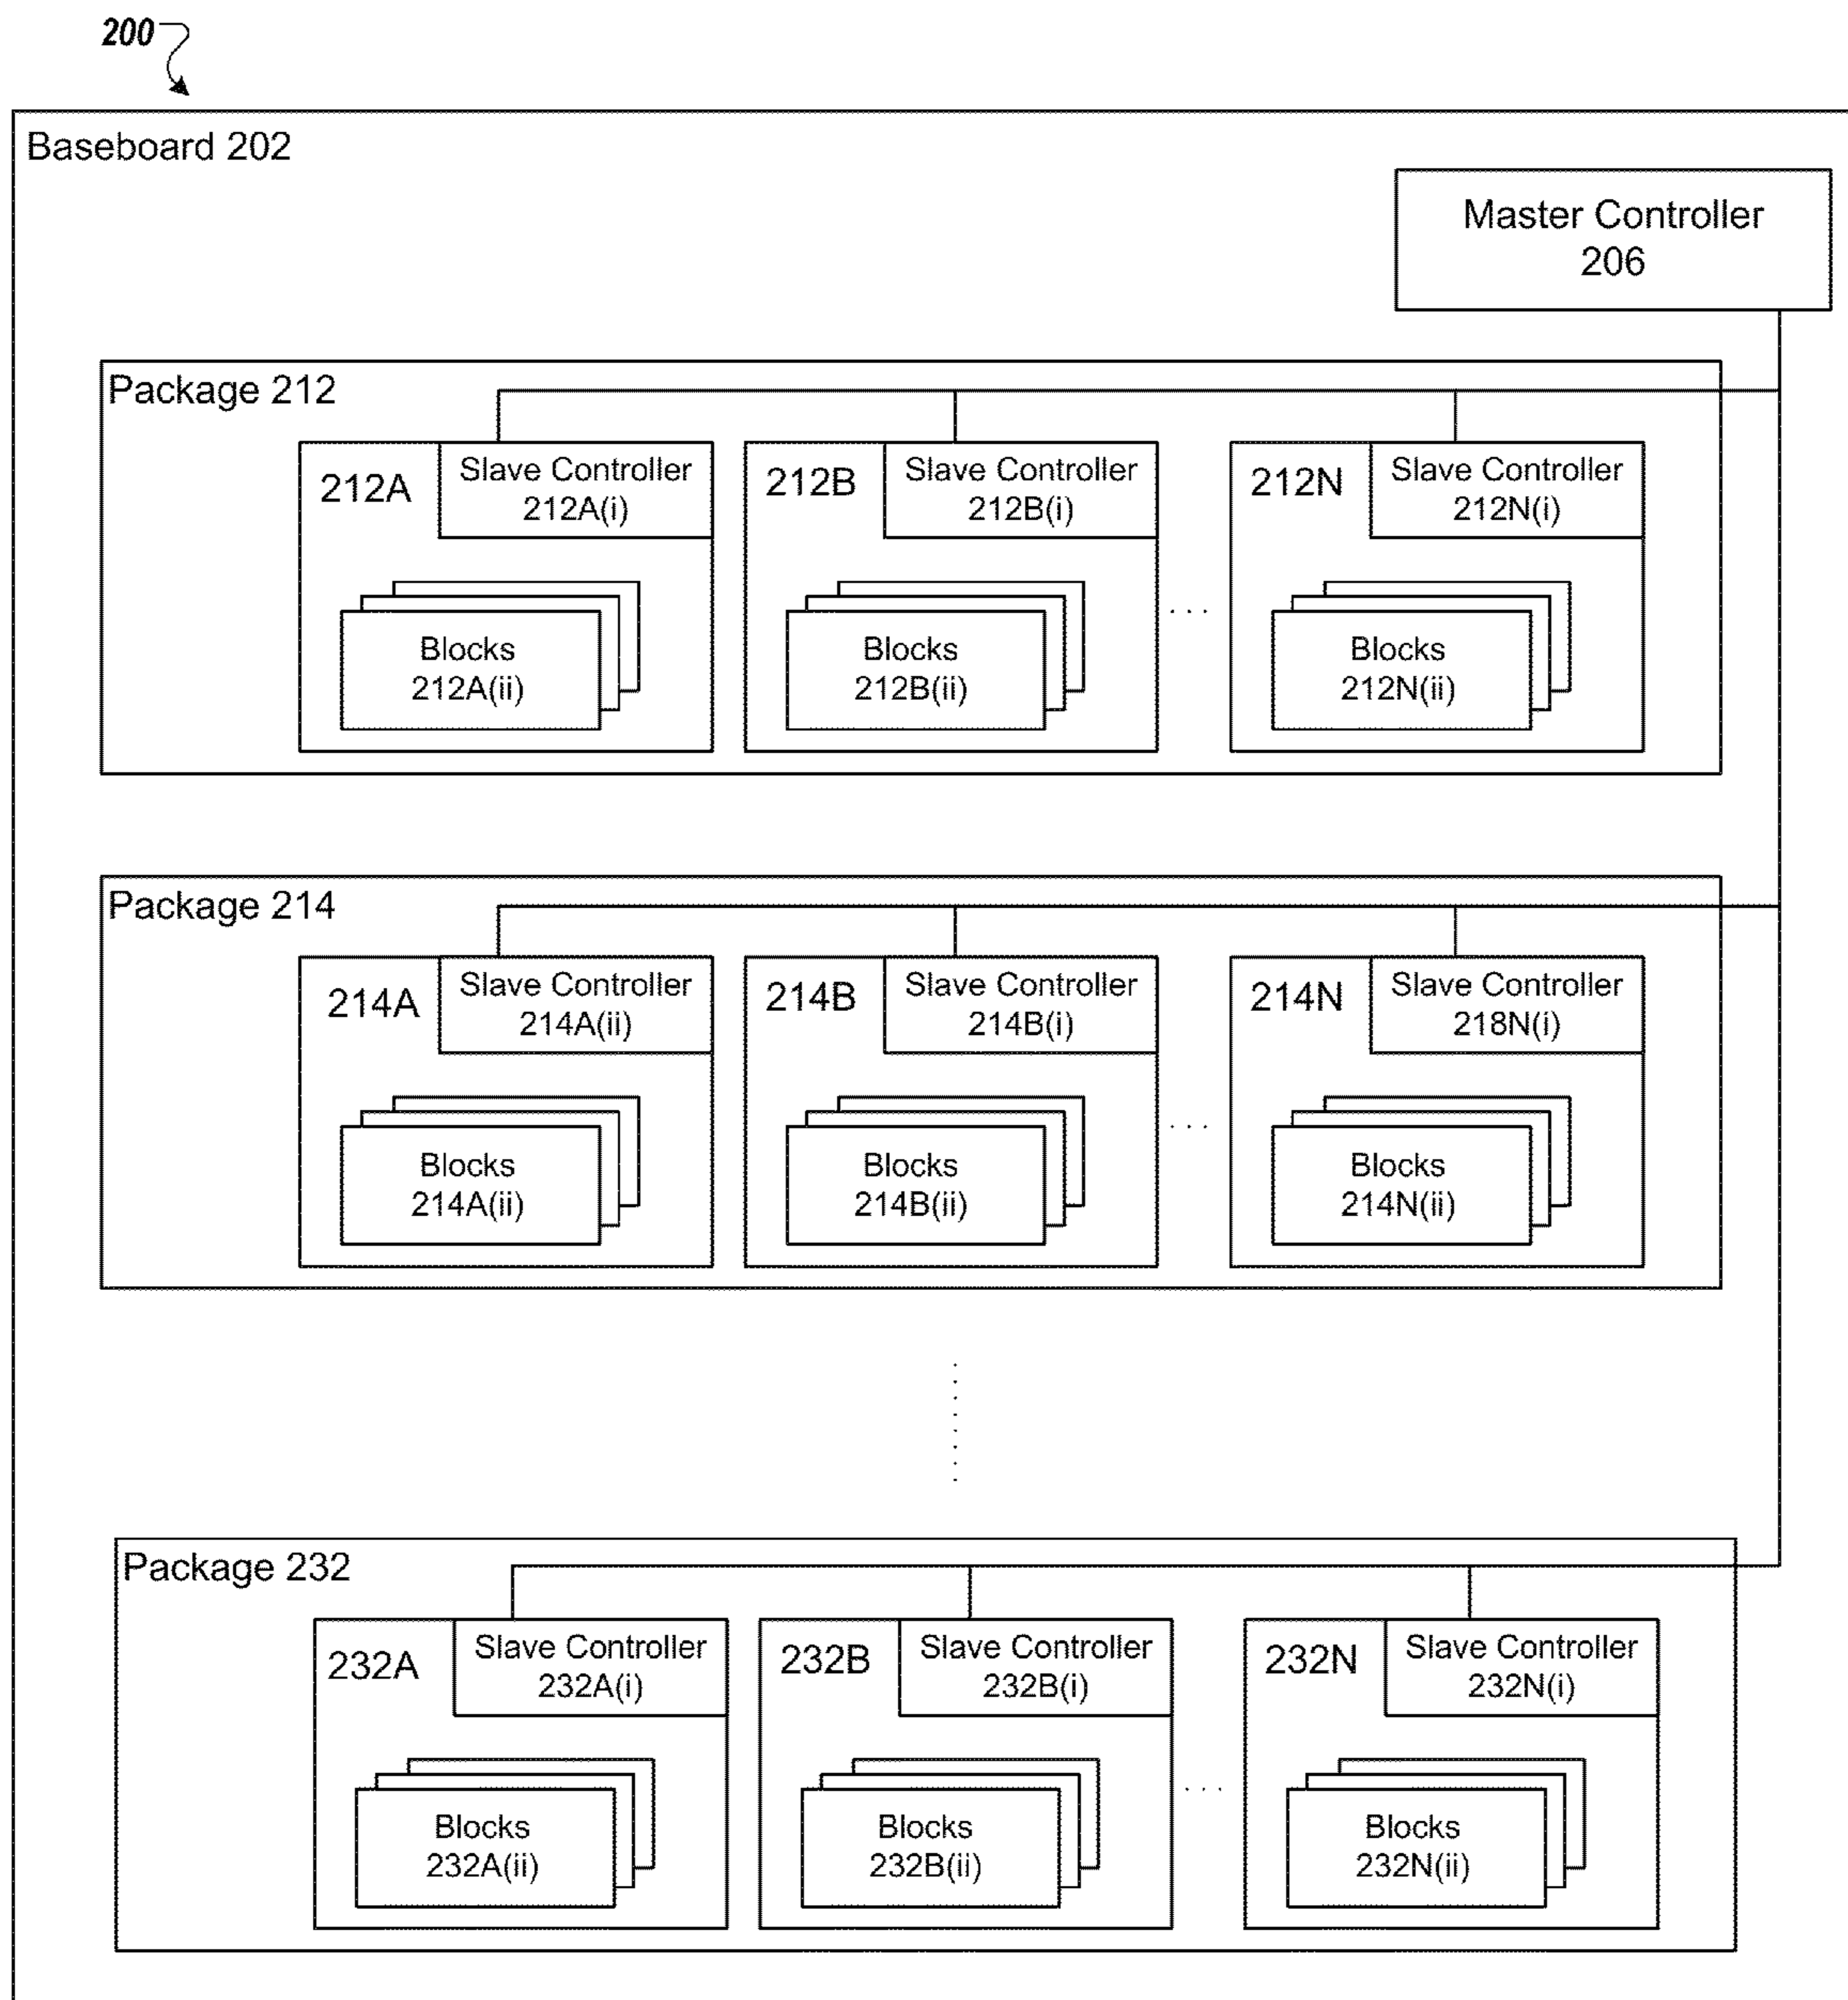 200
Baseboard 202
Master Controller
206
Package 212
212A
Slave Controller
212A(i)
Blocks
212A(ii)
212B
Slave Controller
212B(i)
Blocks
212B(ii)
. . .
212N
Slave Controller
212N(i)
Blocks
212N(ii)
Package 214
214A
Slave Controller
214A(ii)
Blocks
214A(ii)
214B
Slave Controller
214B(i)
Blocks
214B(ii)
. . .
214N
Slave Controller
218N(i)
Blocks
214N(ii)
Package 232
232A
Slave Controller
232A(i)
Blocks
232A(ii)
232B
Slave Controller
232B(i)
Blocks
232B(ii)
. . .
232N
Slave Controller
232N(i)
Blocks
232N(ii)